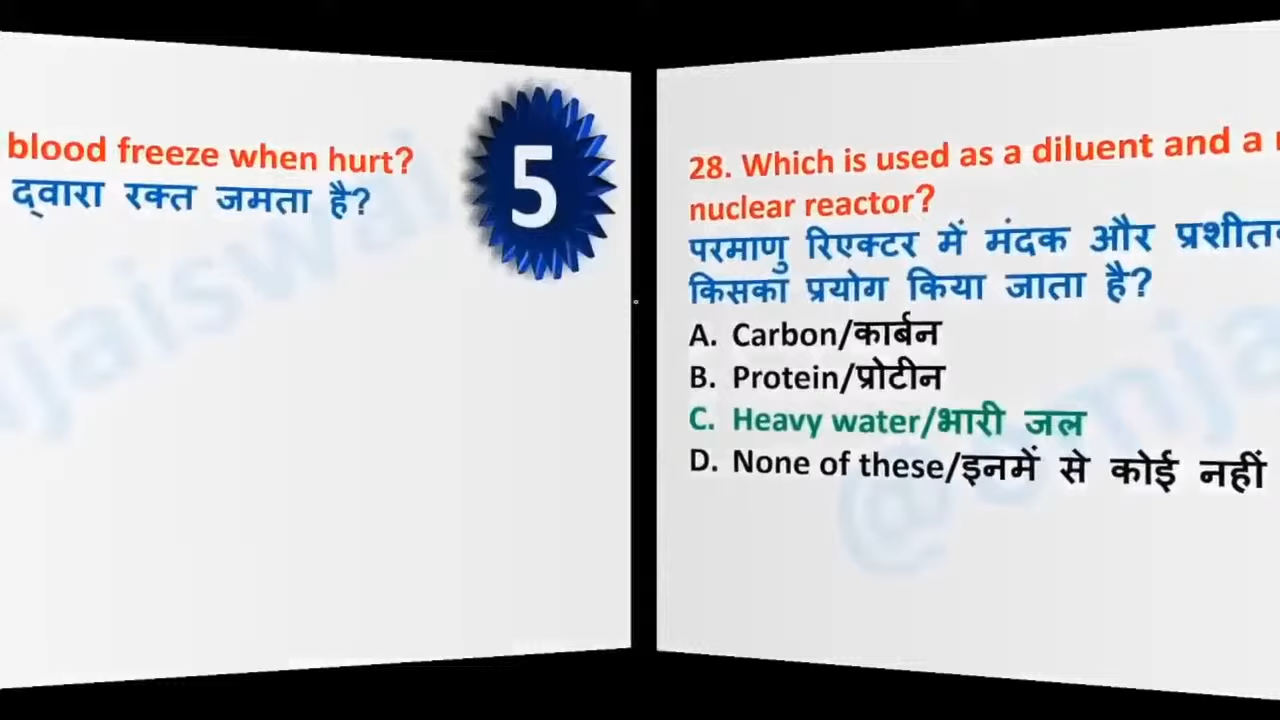 blood freeze when hurt?
द्वारा रक्त जमता है?
5
28. Which is used as a diluent and a
nuclear reactor?
परमाणु रिएक्टर में मंदक और
किसका प्रयोग किया जाता है?
A. Carbon/कार्बन
B. Protein/प्रोटीन
C. Heavy water/भारी जल
D. None of these/इनमें से कोई नहीं